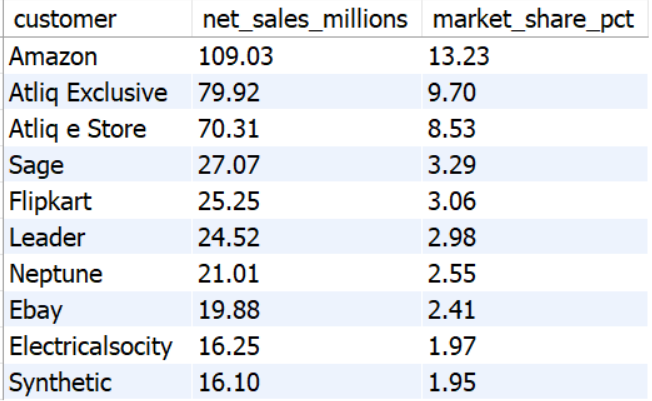 customer net_sales_millions market_share_pct
Amazon 109.03 13.23
Atliq Exclusive 79.92 9.70
Atliq e Store 70.31 8.53
Sage 27.07 3.29
Flipkart 25.25 3.06
Leader 24.52 2.98
Neptune 21.01 2.55
Ebay 19.88 2.41
Electricalsocity 16.25 1.97
Synthetic 16.10 1.95